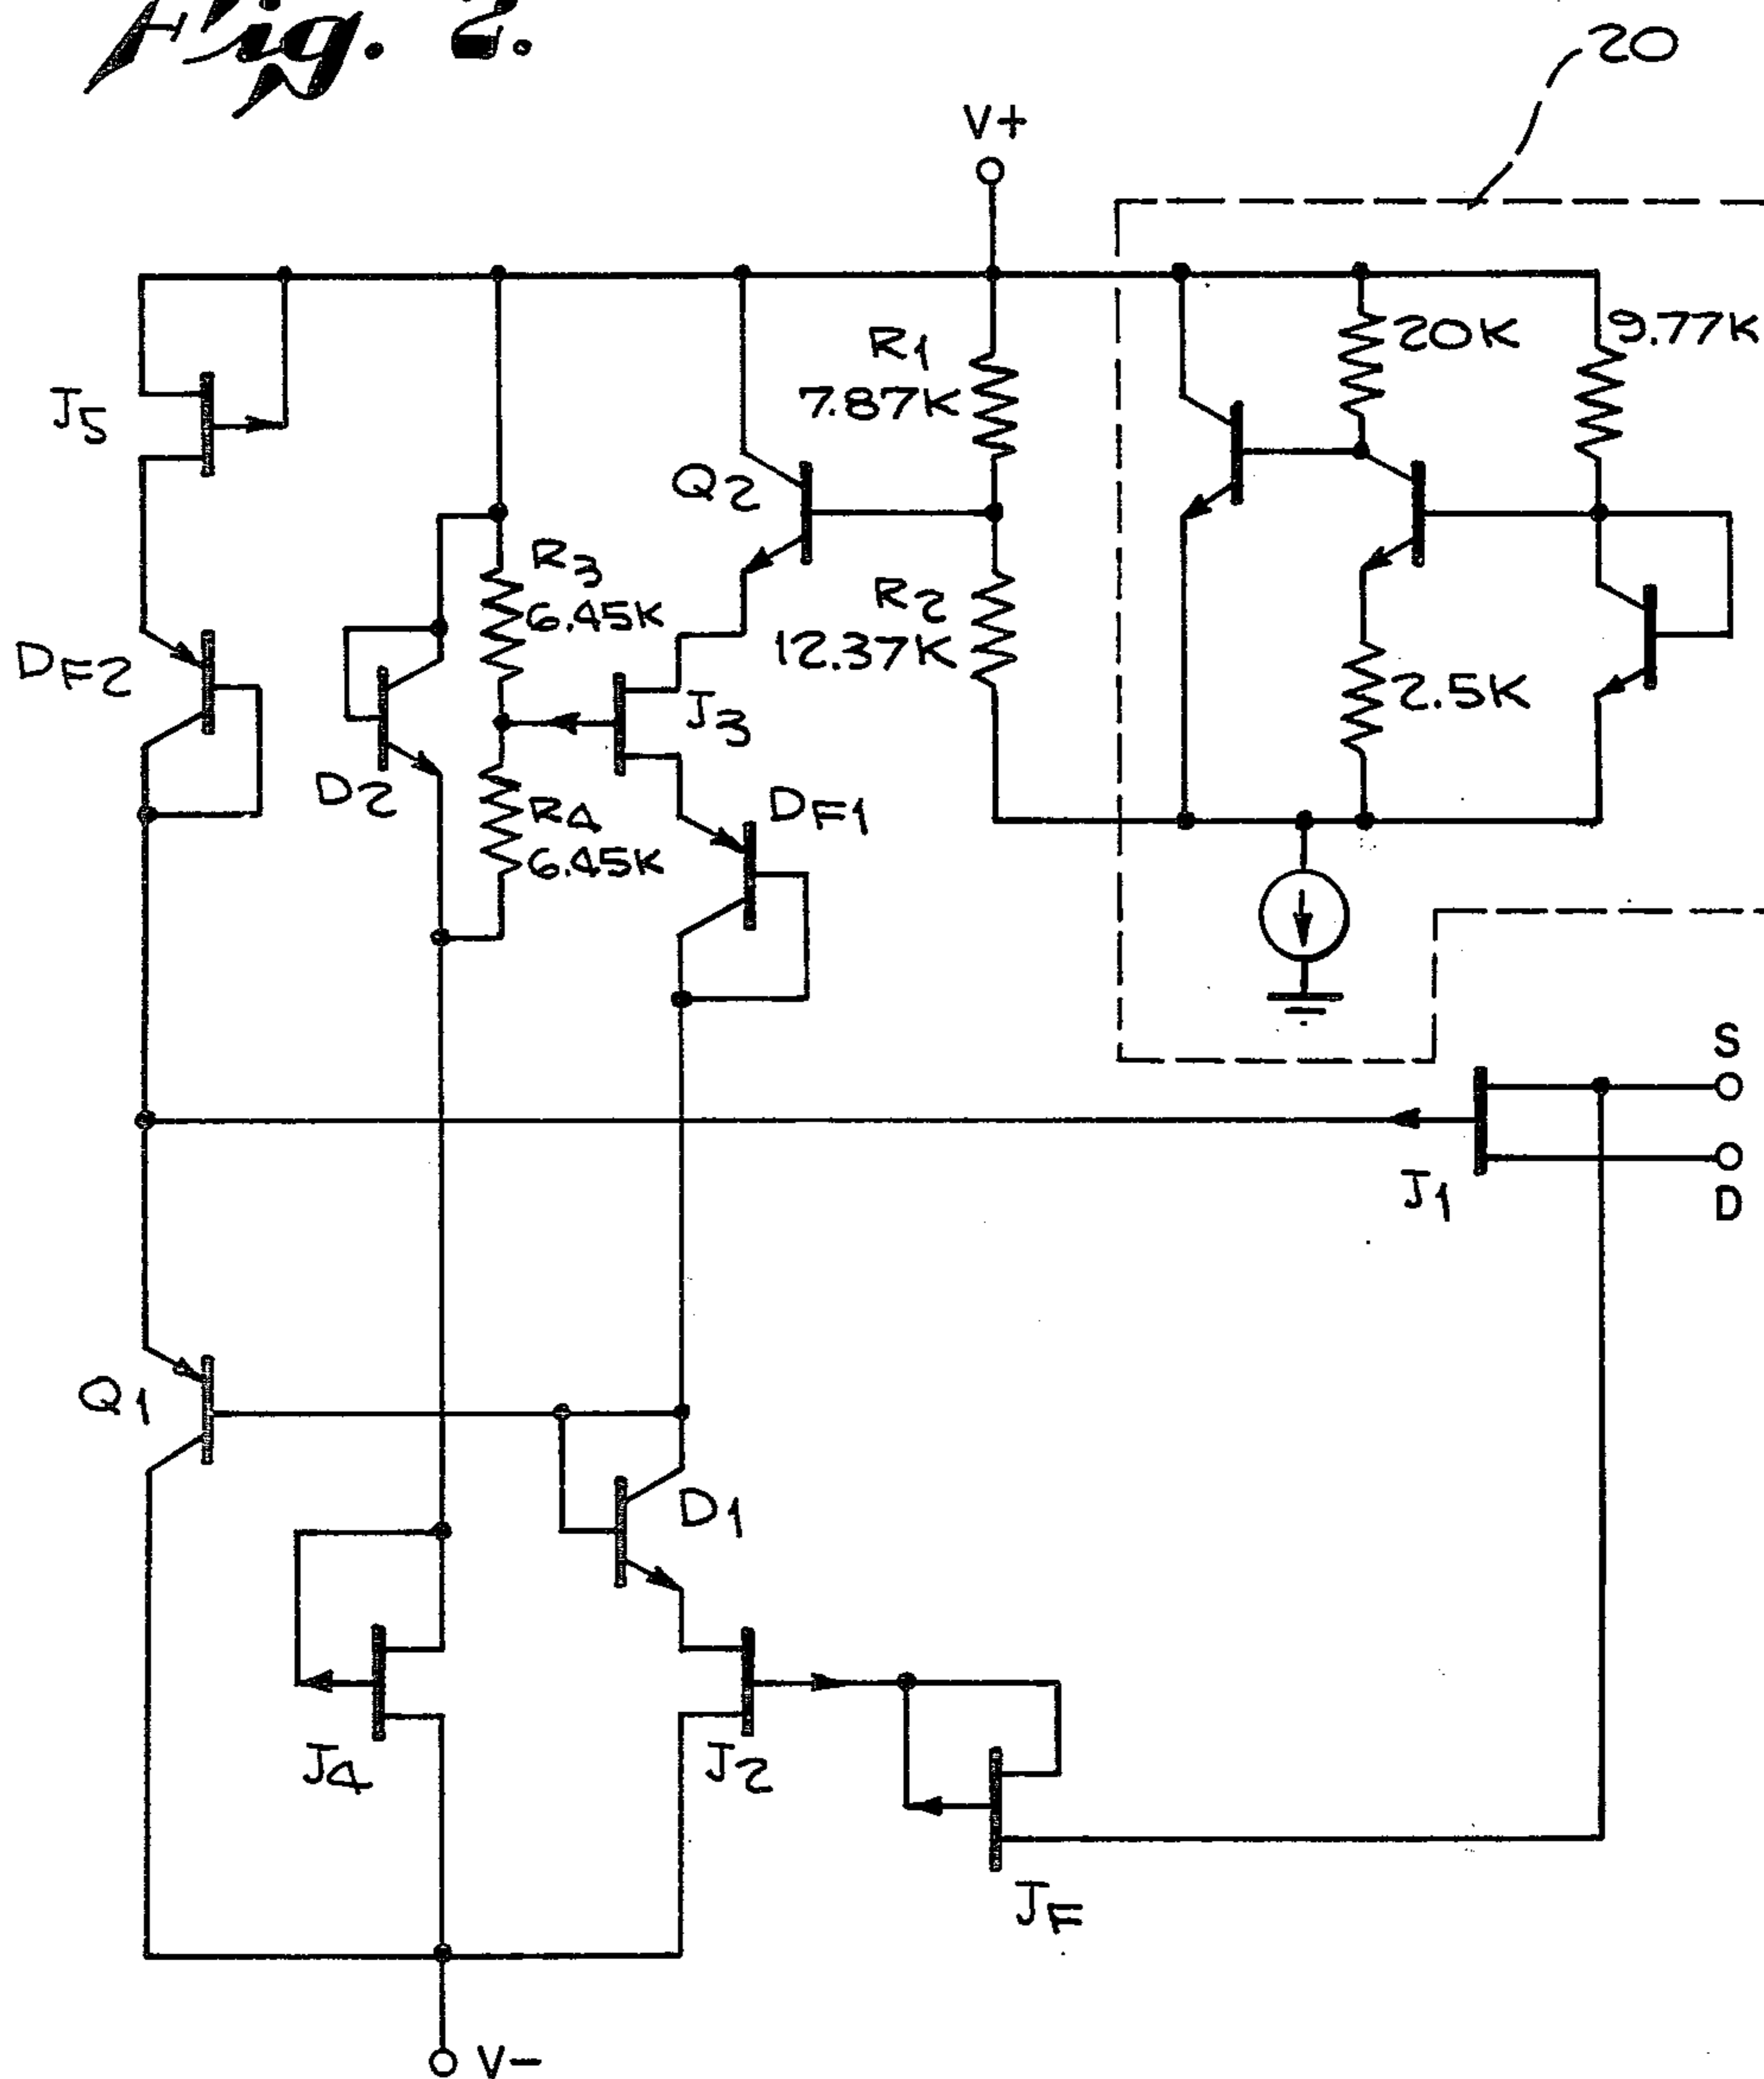 Fig. 2.
20
V+
R1
7.87K
20K
9.77K
J5
Q2
R3
6.45K
R2
12.37K
DF2
2.5K
J3
D2
R4
6.45K
DF1
S
J1
D
Q1
D1
J4
J2
JF
V-